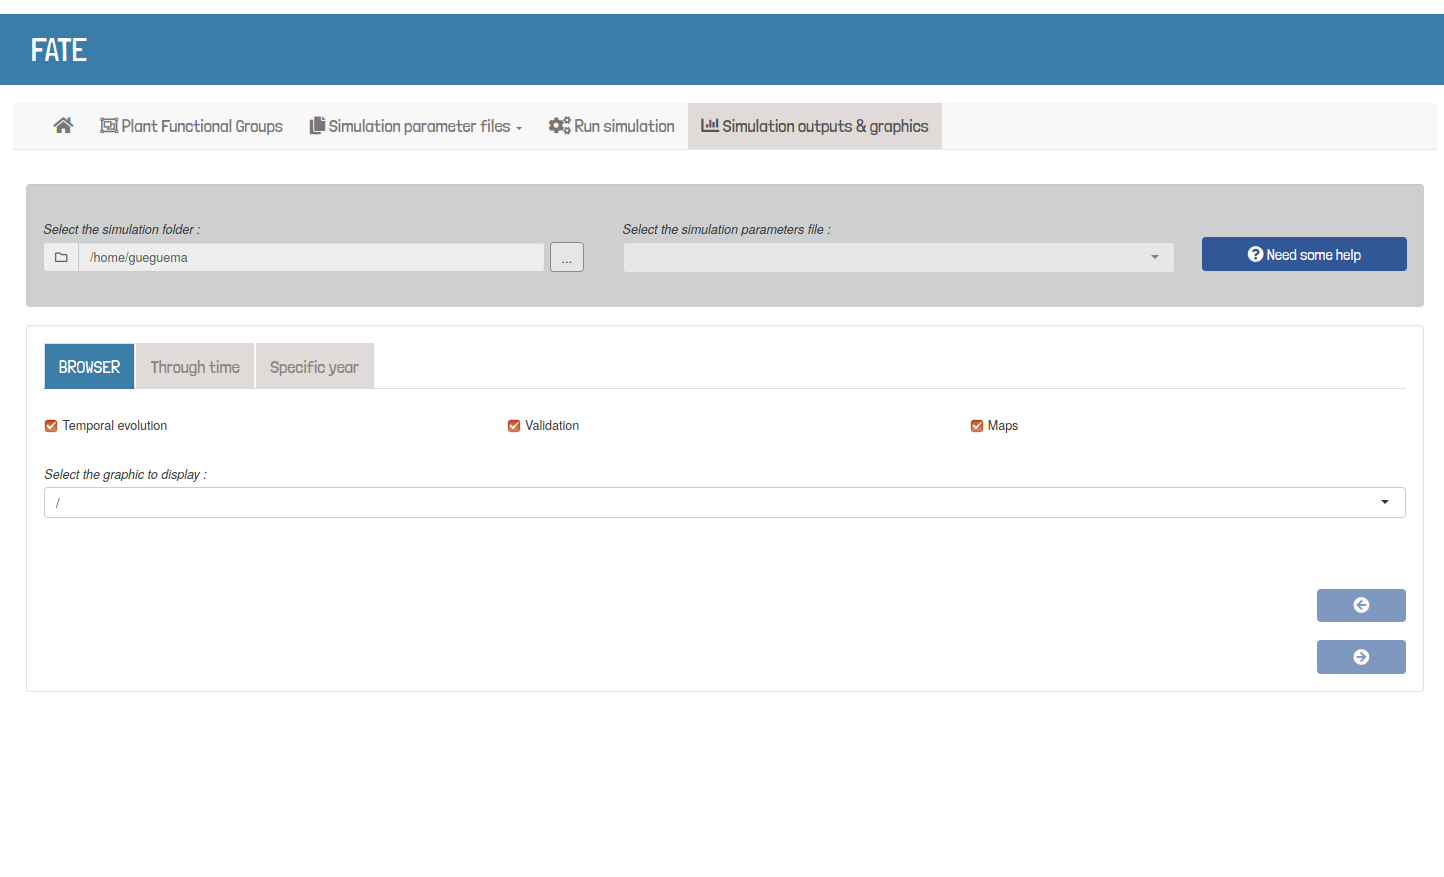 FATE
Plant Functional Groups Simulation parameter files Run simulation Simulation outputs & graphics
Select the simulation folder : Select the simulation parameters file :
/home/gueguema ... Need some help
BROWSER Through time Specific year
Temporal evolution Validation Maps
Select the graphic to display :
/